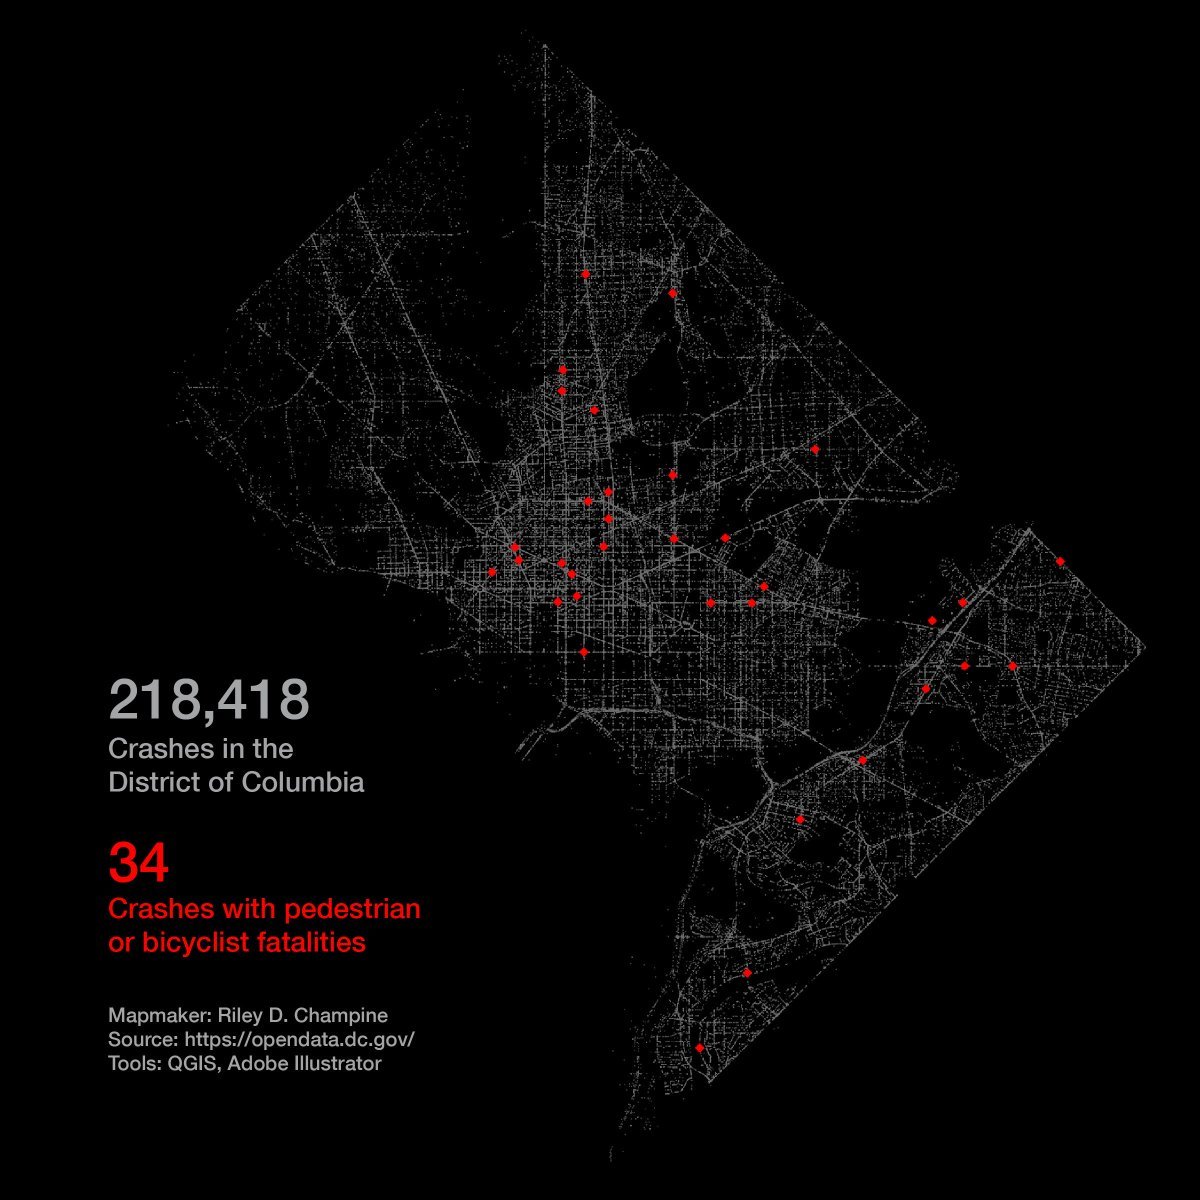 218,418
Crashes in the
District of Columbia
34
Crashes with pedestrian
or bicyclist fatalities
Mapmaker: Riley D. Champine
Source: https://opendata.dc.gov/
Tools: QGIS, Adobe Illustrator